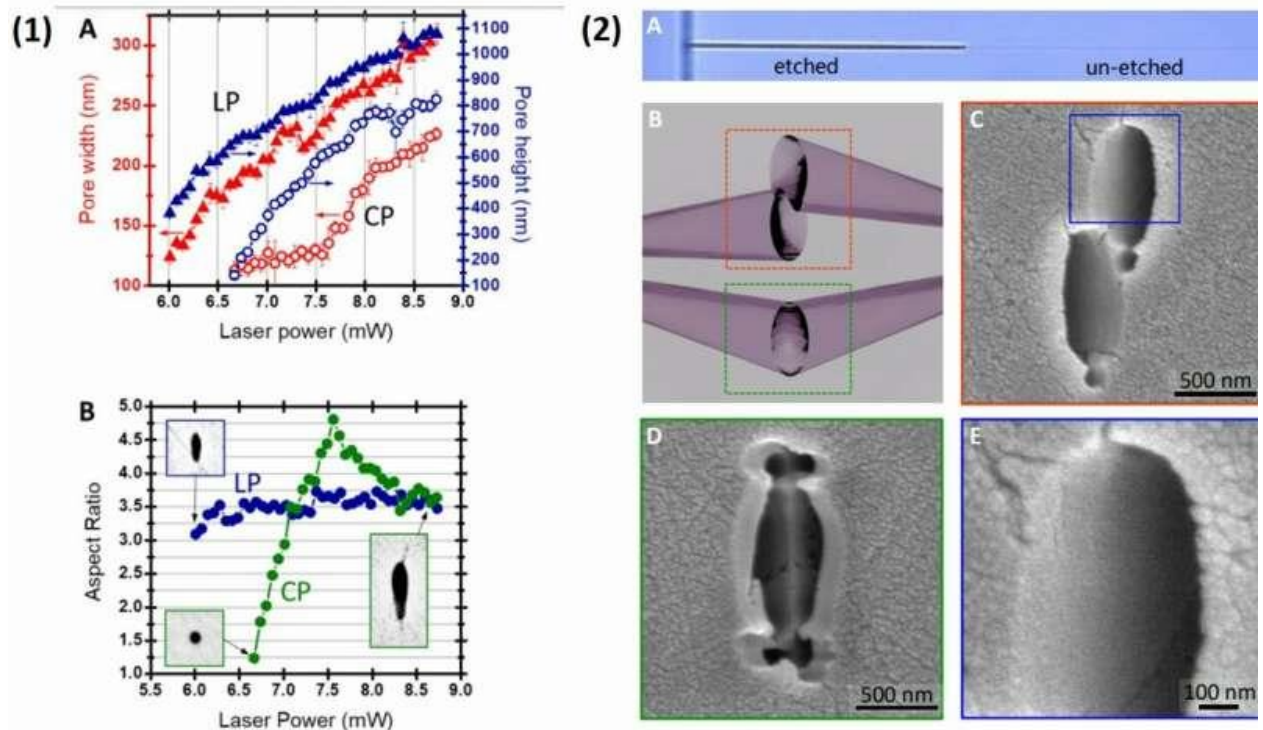 (1)
A
300
250
200
150
100
Pore width (nm)
1100
1000
900
800
700
600
500
400
300
200
100
Pore height (nm)
LP
CP
6.0 6.5 7.0 7.5 8.0 8.5 9.0
Laser power (mW)
B
5.0
4.5
4.0
3.5
3.0
2.5
2.0
1.5
1.0
Aspect Ratio
LP
CP
5.5 6.0 6.5 7.0 7.5 8.0 8.5 9.0
Laser Power (mW)
(2)
A
etched un-etched
B
C
500 nm
D
500 nm
E
100 nm